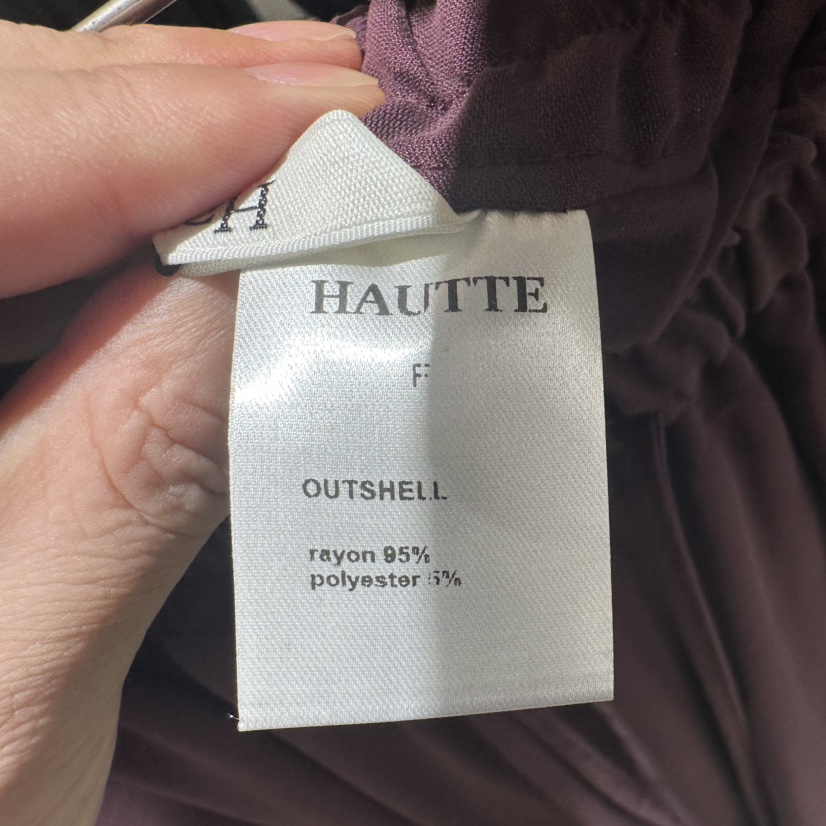 H
HAUTTE
F
OUTSHELL
rayon 95%
polyester 5%